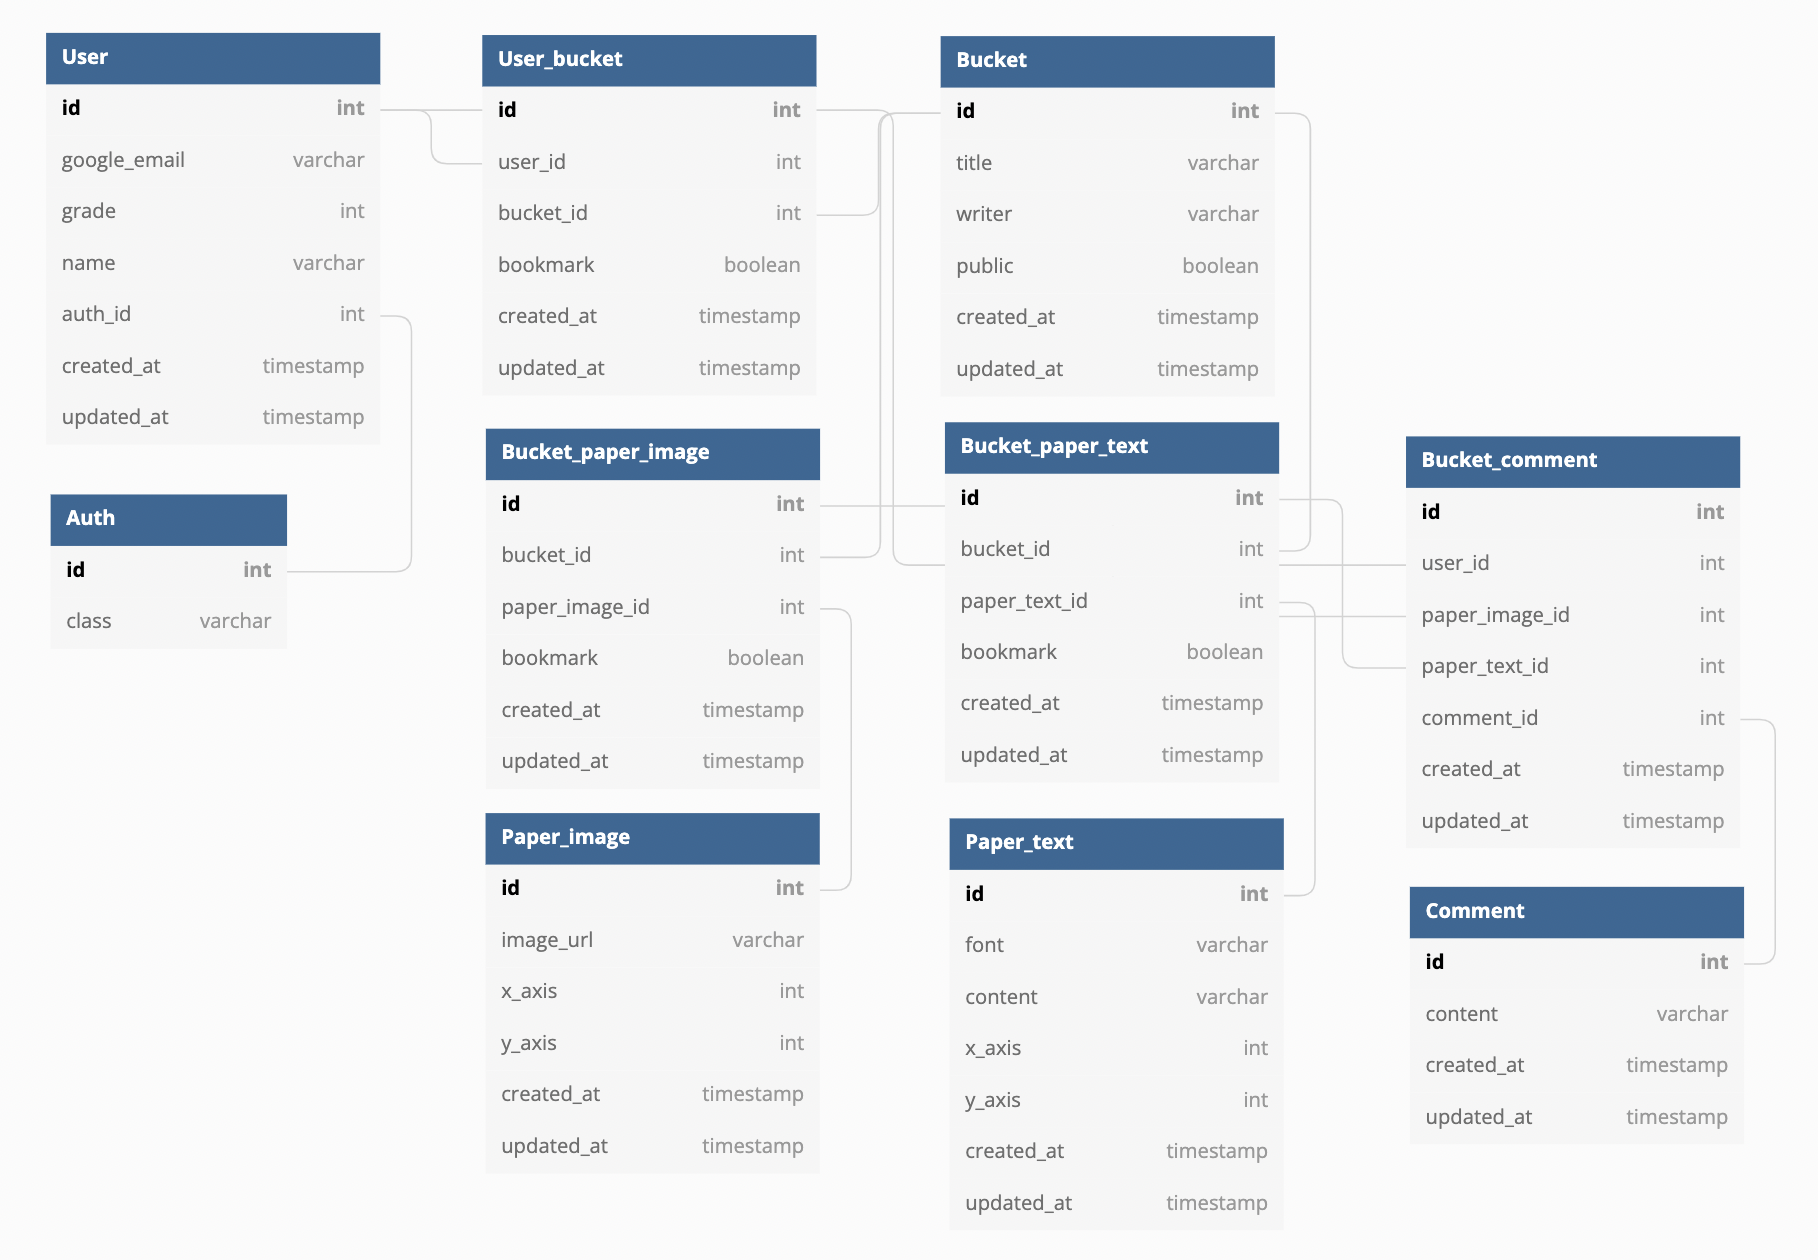 User
id int
google_email varchar
grade int
name varchar
auth_id int
created_at timestamp
updated_at timestamp
Auth
id int
class varchar
User_bucket
id int
user_id int
bucket_id int
bookmark boolean
created_at timestamp
updated_at timestamp
Bucket_paper_image
id int
bucket_id int
paper_image_id int
bookmark boolean
created_at timestamp
updated_at timestamp
Paper_image
id int
image_url varchar
x_axis int
y_axis int
created_at timestamp
updated_at timestamp
Bucket
id int
title varchar
writer varchar
public boolean
created_at timestamp
updated_at timestamp
Bucket_paper_text
id int
bucket_id int
paper_text_id int
bookmark boolean
created_at timestamp
updated_at timestamp
Paper_text
id int
font varchar
content varchar
x_axis int
y_axis int
created_at timestamp
updated_at timestamp
Bucket_comment
id int
user_id int
paper_image_id int
paper_text_id int
comment_id int
created_at timestamp
updated_at timestamp
Comment
id int
content varchar
created_at timestamp
updated_at timestamp